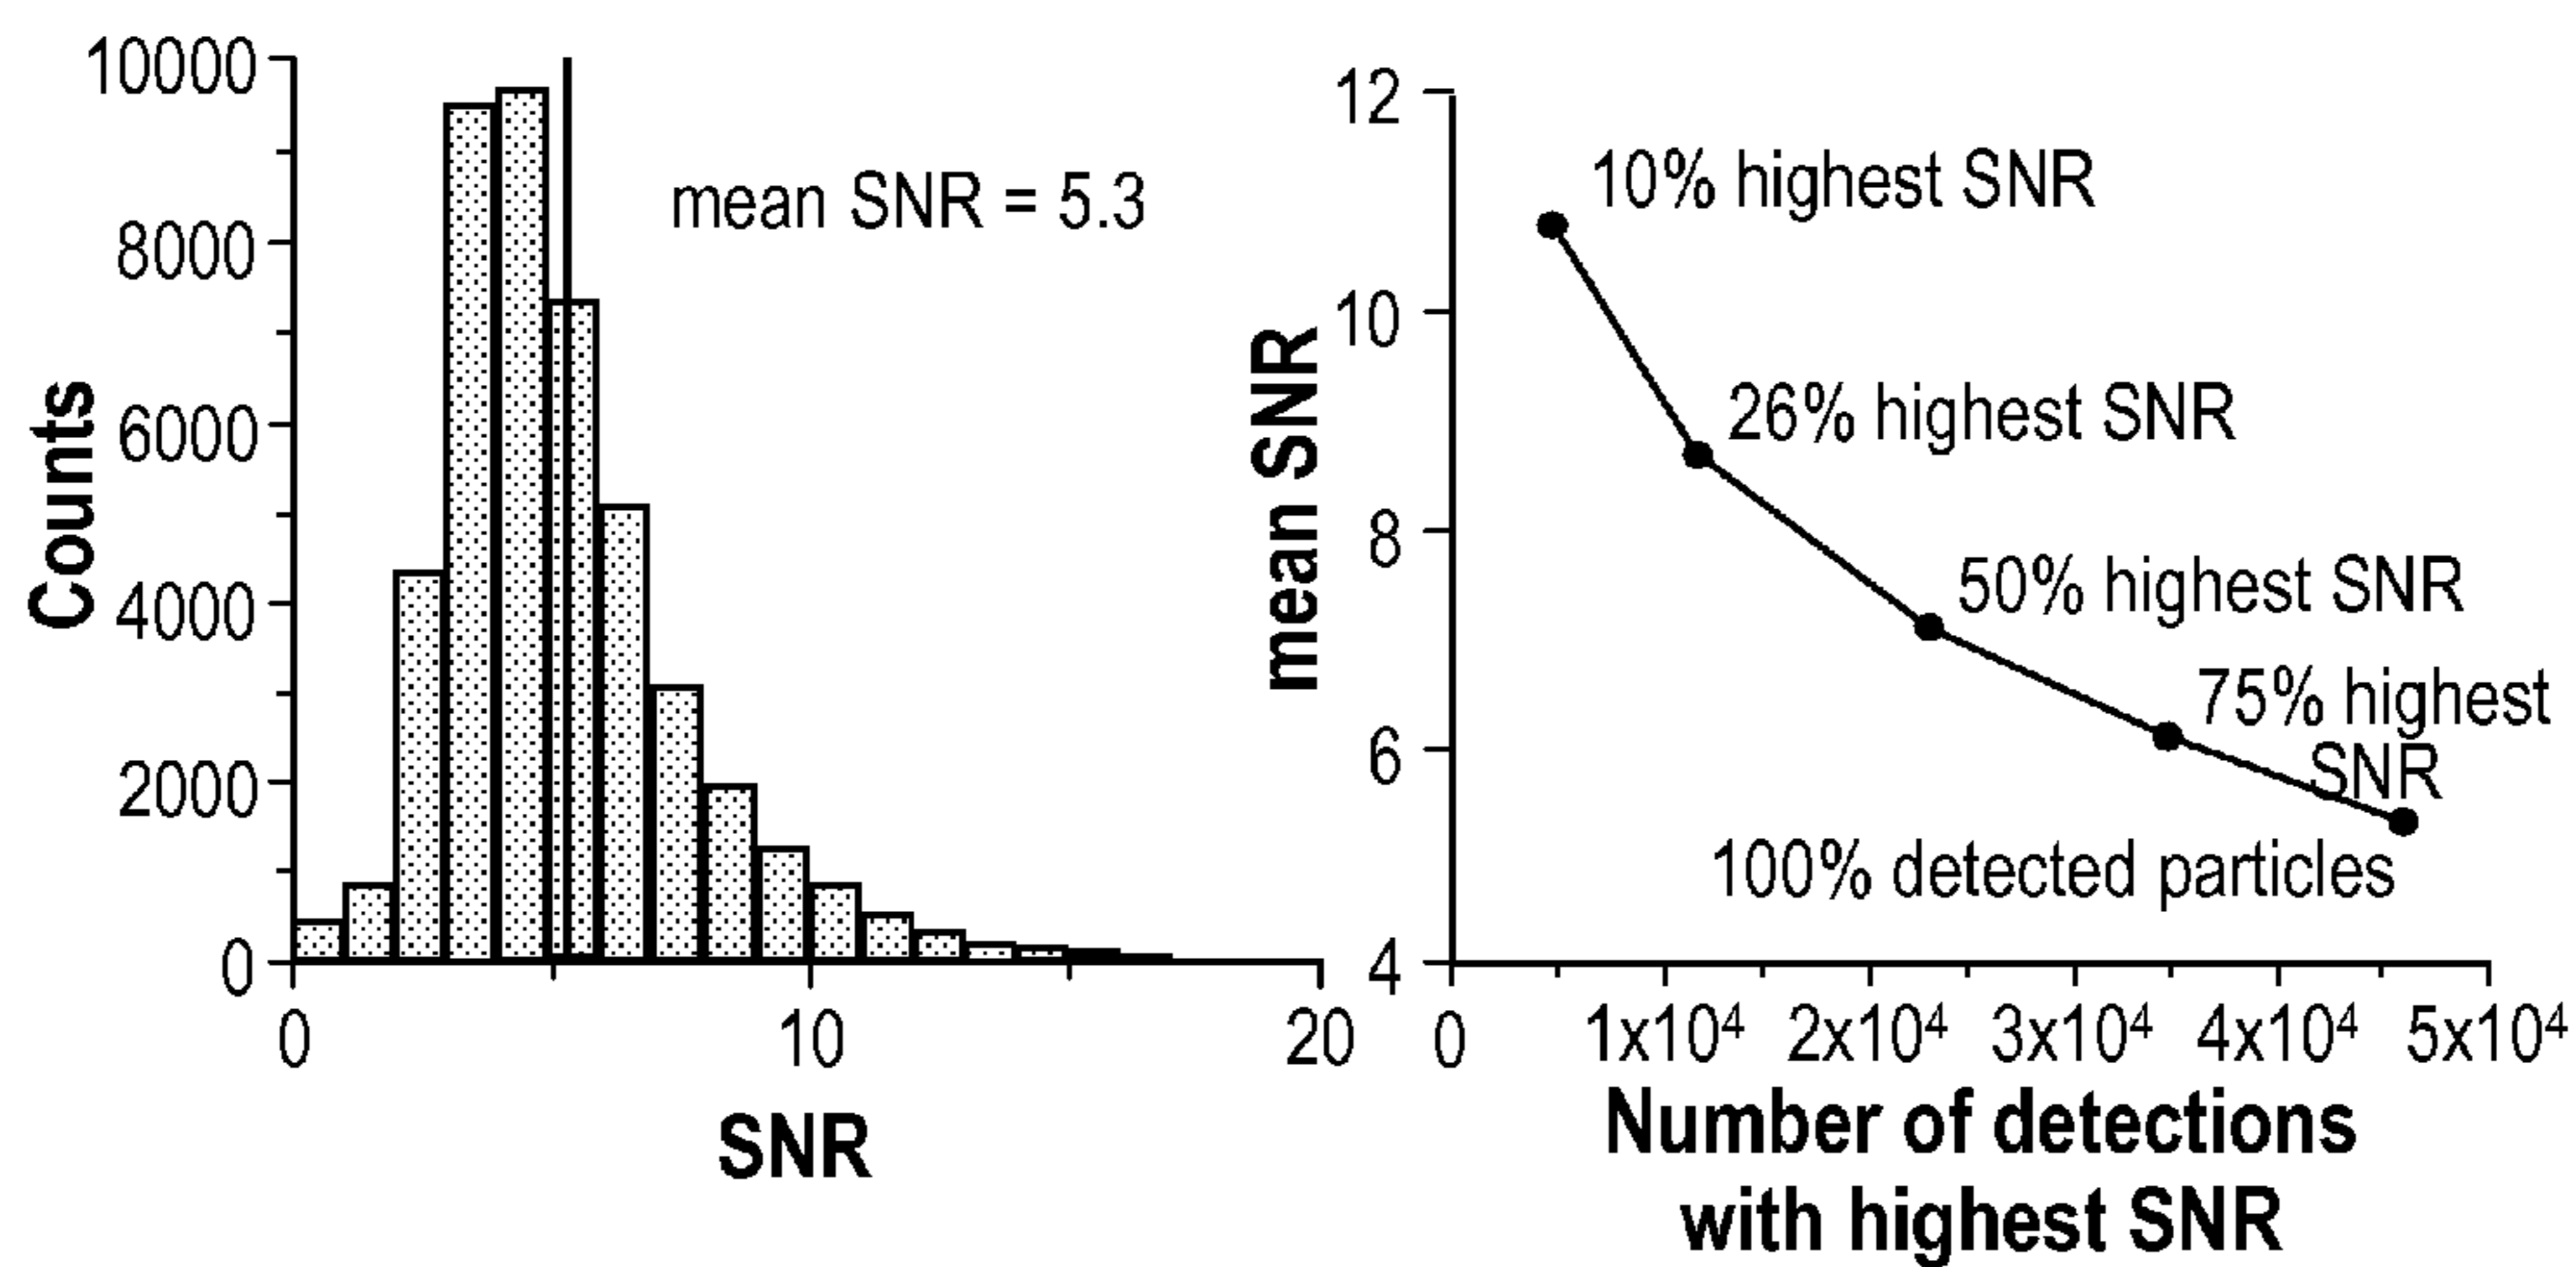 10000
8000
6000
4000
2000
0
Counts
mean SNR = 5.3
0
10
20
SNR
12
10
8
6
4
mean SNR
10% highest SNR
26% highest SNR
50% highest SNR
75% highest
SNR
100% detected particles
0
1x10⁴
2x10⁴
3x10⁴
4x10⁴
5x10⁴
Number of detections
with highest SNR